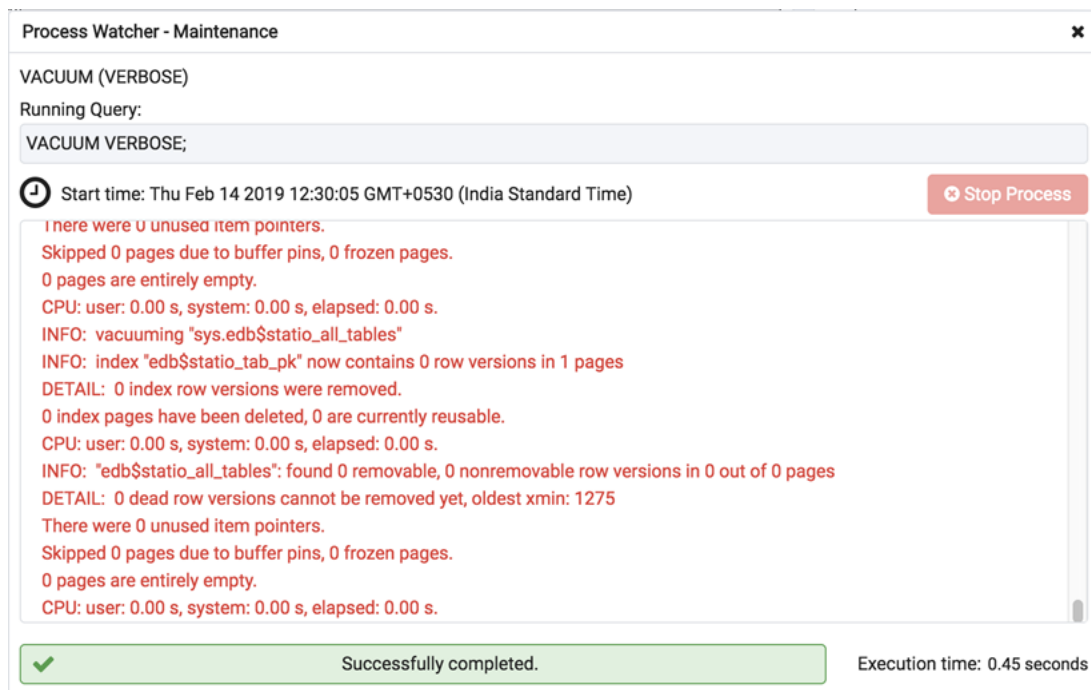 Process Watcher - Maintenance
VACUUM (VERBOSE)
Running Query:
VACUUM VERBOSE;
Start time: Thu Feb 14 2019 12:30:05 GMT+0530 (India Standard Time)
Stop Process
There were 0 unused item pointers.
Skipped 0 pages due to buffer pins, 0 frozen pages.
0 pages are entirely empty.
CPU: user: 0.00 s, system: 0.00 s, elapsed: 0.00 s.
INFO:  vacuuming "sys.edb$statio_all_tables"
INFO:  index "edb$statio_tab_pk" now contains 0 row versions in 1 pages
DETAIL:  0 index row versions were removed.
0 index pages have been deleted, 0 are currently reusable.
CPU: user: 0.00 s, system: 0.00 s, elapsed: 0.00 s.
INFO:  "edb$statio_all_tables": found 0 removable, 0 nonremovable row versions in 0 out of 0 pages
DETAIL:  0 dead row versions cannot be removed yet, oldest xmin: 1275
There were 0 unused item pointers.
Skipped 0 pages due to buffer pins, 0 frozen pages.
0 pages are entirely empty.
CPU: user: 0.00 s, system: 0.00 s, elapsed: 0.00 s.
Successfully completed.
Execution time: 0.45 seconds